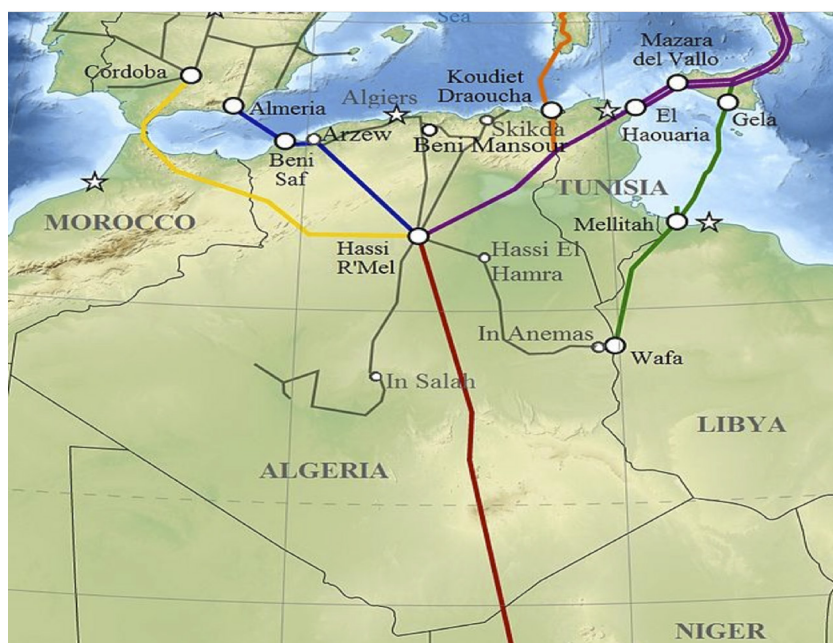 Sea
Cordoba
Mazara
del Vallo
Koudiet
Draoucha
Almeria
Algiers
Arzew
Skikda
El
Haouaria
Gela
Beni Mansour
Beni
Saf
TUNISIA
MOROCCO
Mellitah
Hassi
R'Mel
Hassi El
Hamra
In Anemas
Wafa
In Salah
LIBYA
ALGERIA
NIGER